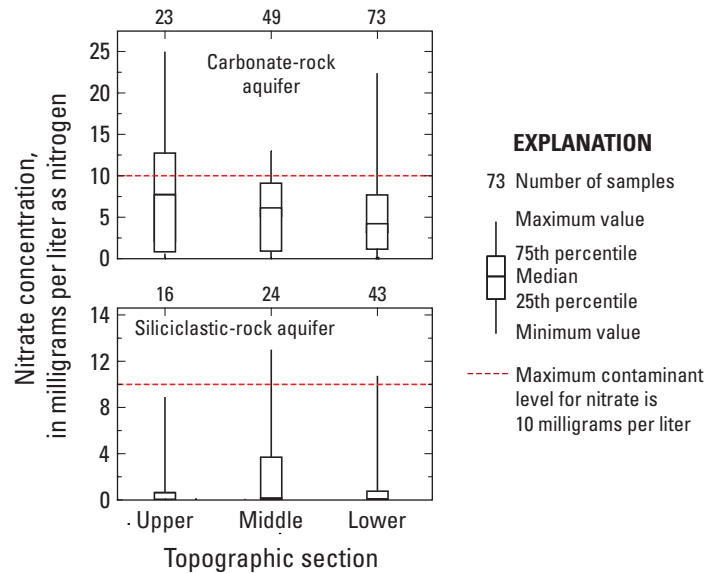 23 49 73
Nitrate concentration,
in milligrams per liter as nitrogen
25
20
15
10
5
0
Carbonate-rock
aquifer
16 24 43
14
12
8
4
0
Siliciclastic-rock aquifer
Upper Middle Lower
Topographic section
EXPLANATION
73 Number of samples
Maximum value
75th percentile
Median
25th percentile
Minimum value
Maximum contaminant
level for nitrate is
10 milligrams per liter